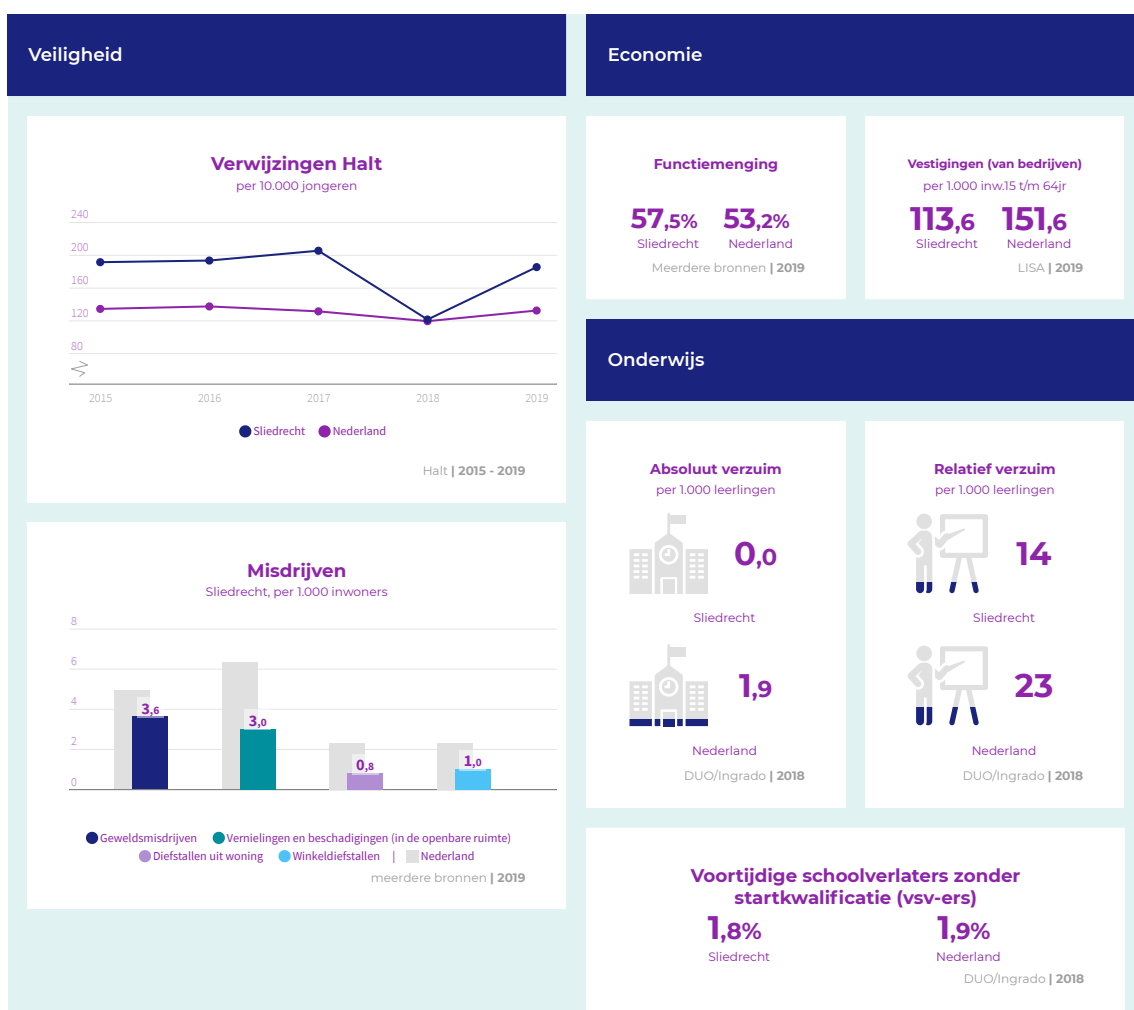 Veiligheid
Verwijzingen Halt
per 10.000 jongeren
240
200
160
120
80
2015 2016 2017 2018 2019
Sliedrecht Nederland
Halt | 2015 - 2019
Misdrijven
Sliedrecht, per 1.000 inwoners
8
6
4
2
0
3,6 3,0 0,8 1,0
Geweldsmisdrijven Vernielingen en beschadigingen (in de openbare ruimte)
Diefstallen uit woning Winkeldiefstallen | Nederland
meerdere bronnen | 2019
Economie
Functiemenging
57,5% 53,2%
Sliedrecht Nederland
Meerdere bronnen | 2019
Vestigingen (van bedrijven)
per 1.000 inw.15 t/m 64jr
113,6 151,6
Sliedrecht Nederland
LISA | 2019
Onderwijs
Absoluut verzuim
per 1.000 leerlingen
0,0
Sliedrecht
1,9
Nederland
DUO/Ingrado | 2018
Relatief verzuim
per 1.000 leerlingen
14
Sliedrecht
23
Nederland
DUO/Ingrado | 2018
Voortijdige schoolverlaters zonder
startkwalificatie (vsv-ers)
1,8% 1,9%
Sliedrecht Nederland
DUO/Ingrado | 2018